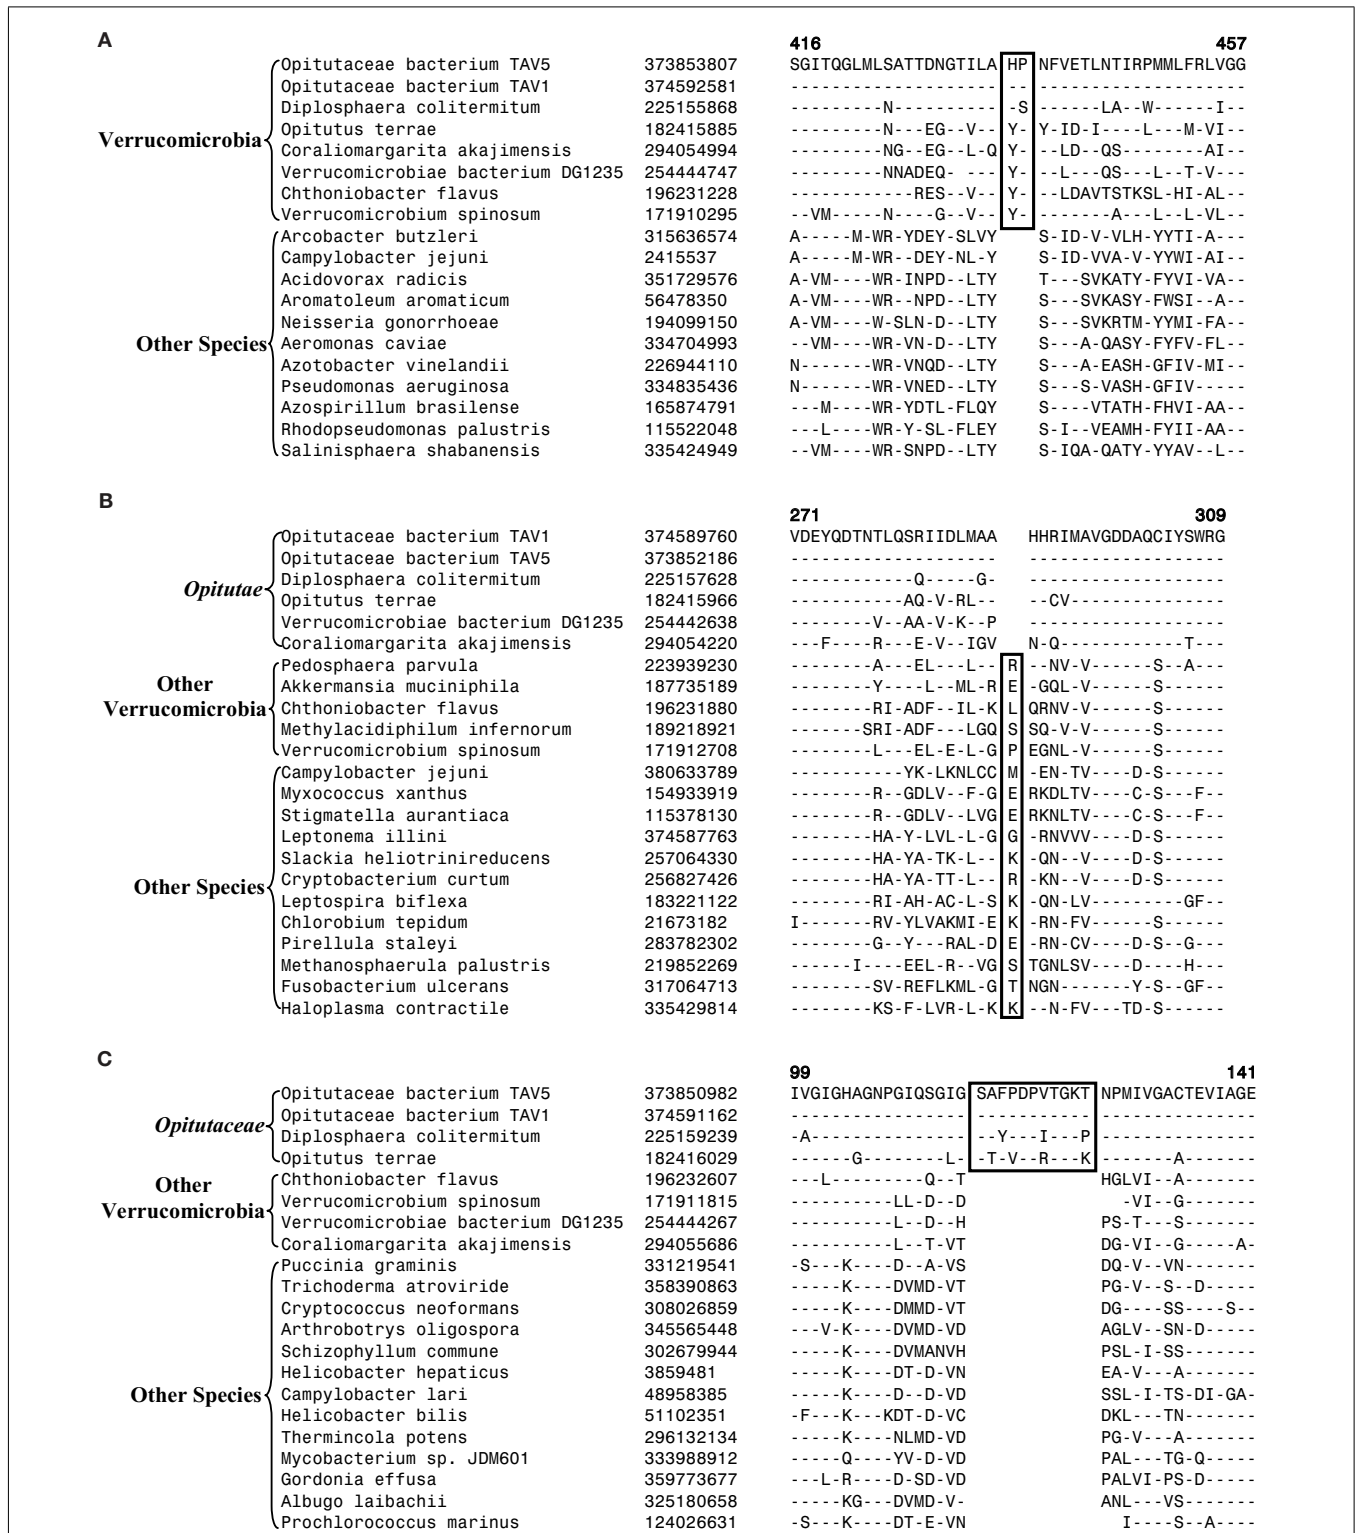 A
416 457
Opitutaceae bacterium TAV5 373853807 SGITQGLMLSATTDNGTILA HP NFVETLNTIRPMMLFRLVGG
Opitutaceae bacterium TAV1 374592581 -------------------- -- --------------------
Diplosphaera colitermitum 225155868 ---------N---------- -S ------LA--W------I--
Verrucomicrobia
Opitutus terrae 182415885 ---------N---EG--V-- Y- Y-ID-I----L---M-VI--
Coraliomargarita akajimensis 294054994 ---------NG--EG--L-Q Y- --LD--QS--------AI--
Verrucomicrobiae bacterium DG1235 254444747 ---------NNADEQ- --- Y- --L---QS---L--T-V---
Chthoniobacter flavus 196231228 ------------RES--V-- Y- --LDAVTSTKSL-HI-AL--
Verrucomicrobium spinosum 171910295 --VM-----N----G--V-- Y- -------A---L--L-VL--
Arcobacter butzleri 315636574 A-----M-WR-YDEY-SLVY S-ID-V-VLH-YYTI-A---
Campylobacter jejuni 2415537 A-----M-WR--DEY-NL-Y S-ID-VVA-V-YYWI-AI--
Acidovorax radicis 351729576 A-VM----WR-INPD--LTY T---SVKATY-FYVI-VA--
Aromatoleum aromaticum 56478350 A-VM----WR--NPD--LTY S---SVKASY-FWSI--A--
Neisseria gonorrhoeae 194099150 A-VM----W-SLN-D--LTY S---SVKRTM-YYMI-FA--
Other Species
Aeromonas caviae 334704993 --VM----WR-VN-D--LTY S---A-QASY-FYFV-FL--
Azotobacter vinelandii 226944110 N-------WR-VNQD--LTY S---A-EASH-GFIV-MI--
Pseudomonas aeruginosa 334835436 N-------WR-VNED--LTY S---S-VASH-GFIV------
Azospirillum brasilense 165874791 ---M----WR-YDTL-FLQY S----VTATH-FHVI-AA--
Rhodopseudomonas palustris 115522048 ---L----WR-Y-SL-FLEY S-I--VEAMH-FYII-AA--
Salinisphaera shabanensis 335424949 --VM----WR-SNPD--LTY S-IQA-QATY-YYAV--L--
B
271 309
Opitutaceae bacterium TAV1 374589760 VDEYQDTNTLQSRIIDLMAA HHRIMAVGDDAQCIYSWRG
Opitutaceae bacterium TAV5 373852186 -------------------- -------------------
Diplosphaera colitermitum 225157628 ------------Q-----G- -------------------
Opitutae
Opitutus terrae 182415966 -----------AQ-V-RL-- --CV---------------
Verrucomicrobiae bacterium DG1235 254442638 --------V--AA-V-K--P -------------------
Coraliomargarita akajimensis 294054220 ---F----R---E-V--IGV N-Q------------T---
Pedosphaera parvula 223939230 --------A---EL---L-- R --NV-V------S--A---
Other
Akkermansia muciniphila 187735189 --------Y----L--ML-R E -GQL-V------S------
Verrucomicrobia
Chthoniobacter flavus 196231880 --------RI-ADF--IL-K L QRNV-V------S------
Methylacidiphilum infernorum 189218921 -------SRI-ADF---LGQ S SQ-V-V------S------
Verrucomicrobium spinosum 171912708 --------L---EL-E-L-G P EGNL-V------S------
Campylobacter jejuni 380633789 -----------YK-LKNLCC M -EN-TV----D-S------
Myxococcus xanthus 154933919 --------R--GDLV--F-G E RKDLTV----C-S---F--
Stigmatella aurantiaca 115378130 --------R--GDLV--LVG E RKNLTV----C-S---F--
Leptonema illini 374587763 --------HA-Y-LVL-L-G G -RNVVV----D-S------
Slackia heliotrinireducens 257064330 --------HA-YA-TK-L-- K -QN--V----D-S------
Cryptobacterium curtum 256827426 --------HA-YA-TT-L-- R -KN--V----D-S------
Other Species
Leptospira biflexa 183221122 --------RI-AH-AC-L-S K -QN-LV---------GF--
Chlorobium tepidum 21673182 I-------RV-YLVAKMI-E K -RN-FV------S------
Pirellula staleyi 283782302 --------G--Y---RAL-D E -RN-CV----D-S--G---
Methanosphaerula palustris 219852269 ------I----EEL-R--VG S TGNLSV----D----H---
Fusobacterium ulcerans 317064713 --------SV-REFLKML-G T NGN--------Y-S--GF--
Haloplasma contractile 335429814 --------KS-F-LVR-L-K K --N-FV---TD-S------
C
99 141
Opitutaceae bacterium TAV5 373850982 IVGIGHAGNPGIQSGIG SAFPDPVTGKT NPMIVGACTEVIAGE
Opitutaceae bacterium TAV1 374591162 ----------------- ----------- ---------------
Opitutaceae
Diplosphaera colitermitum 225159239 -A--------------- --Y---I---P ---------------
Opitutus terrae 182416029 ------G--------L- -T-V--R---K -------A-------
Chthoniobacter flavus 196232607 ---L---------Q--T HGLVI--A-------
Other
Verrucomicrobium spinosum 171911815 ----------LL-D--D -VI--G-------
Verrucomicrobia
Verrucomicrobiae bacterium DG1235 254444267 ----------L--D--H PS-T---S-------
Coraliomargarita akajimensis 294055686 ----------L--T-VT DG-VI--G-----A-
Puccinia graminis 331219541 -S---K----D--A-VS DQ-V--VN-------
Trichoderma atroviride 358390863 -----K----DVMD-VT PG-V--S--D-----
Cryptococcus neoformans 308026859 -----K----DMMD-VT DG----SS----S--
Arthrobotrys oligospora 345565448 ---V-K----DVMD-VD AGLV--SN-D-----
Schizophyllum commune 302679944 -----K----DVMANVH PSL-I-SS-------
Helicobacter hepaticus 3859481 -----K----DT-D-VN EA-V---A-------
Other Species
Campylobacter lari 48958385 -----K----D--D-VD SSL-I-TS-DI-GA-
Helicobacter bilis 51102351 -F---K---KDT-D-VC DKL---TN-------
Thermincola potens 296132134 -----K----NLMD-VD PG-V---A-------
Mycobacterium sp. JDM601 333988912 -----Q----YV-D-VD PAL---TG-Q-----
Gordonia effusa 359773677 ---L-R----D-SD-VD PALVI-PS-D-----
Albugo laibachii 325180658 -----KG---DVMD-V- ANL---VS-------
Prochlorococcus marinus 124026631 -S---K----DT-E-VN I----S--A----